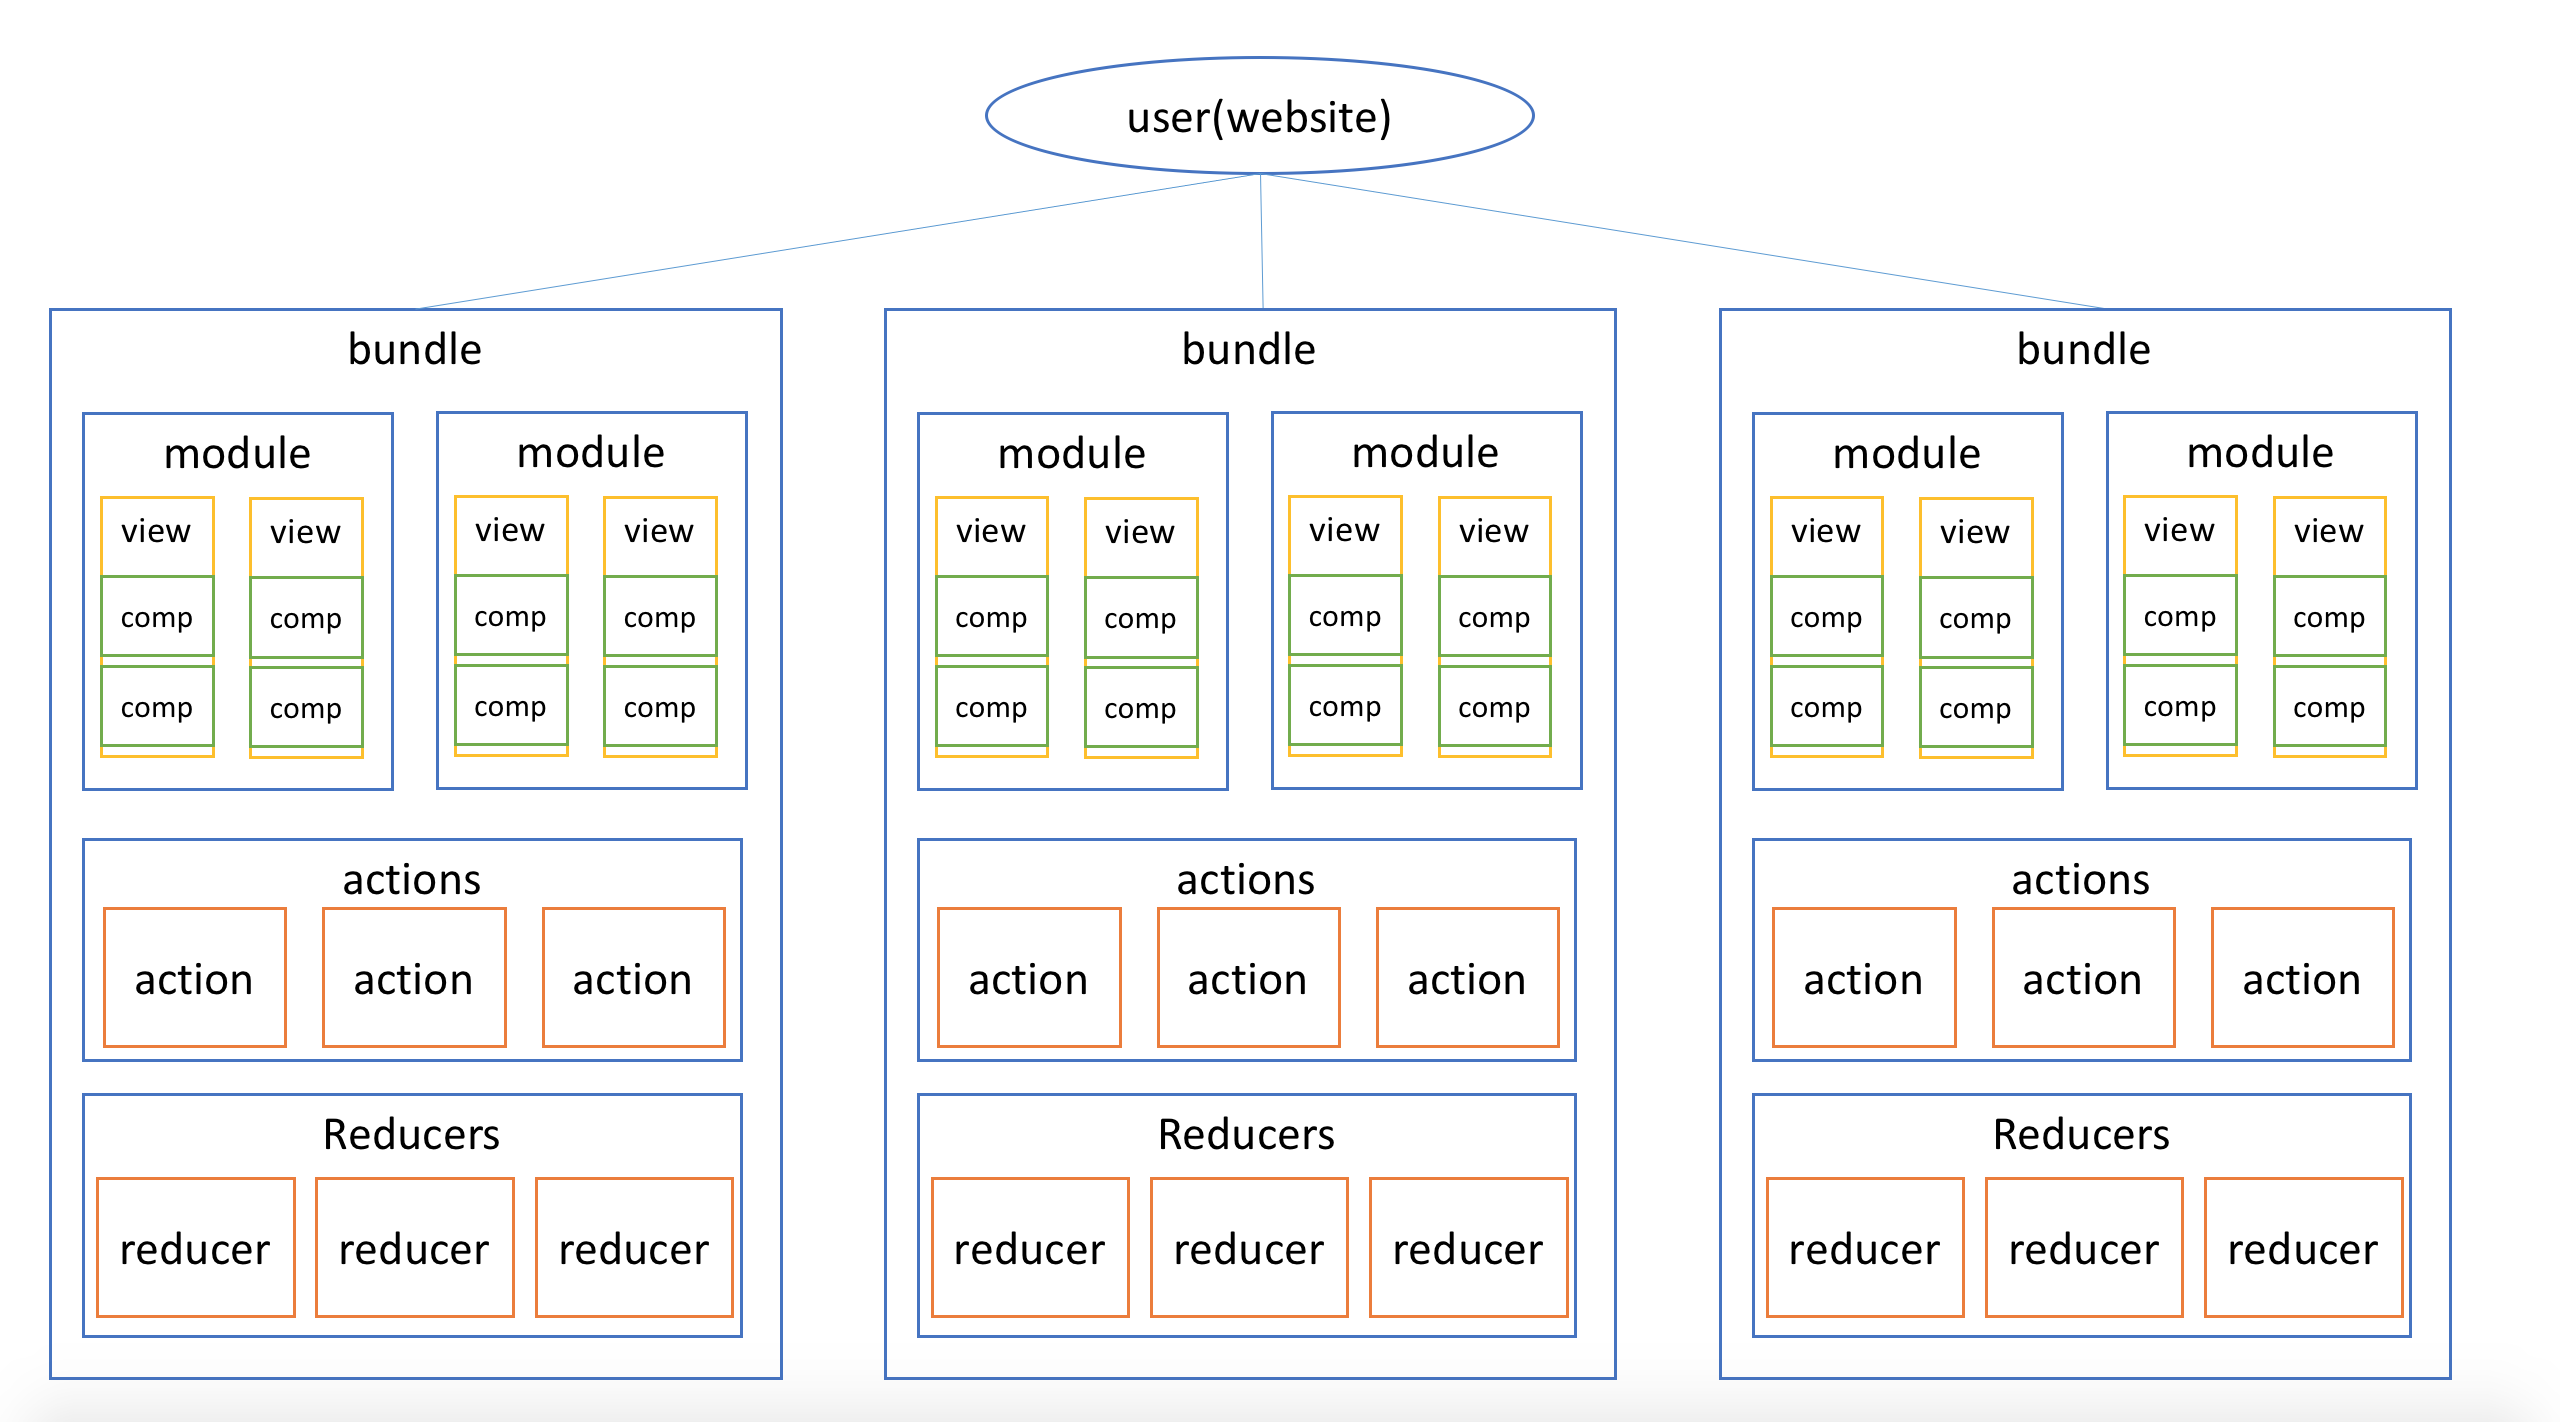 user(website)
bundle bundle bundle
module module module module module module
view view view view view view view view view view view view
comp comp comp comp comp comp comp comp comp comp comp comp
comp comp comp comp comp comp comp comp comp comp comp comp
actions actions actions
action action action action action action action action action
Reducers Reducers Reducers
reducer reducer reducer reducer reducer reducer reducer reducer reducer